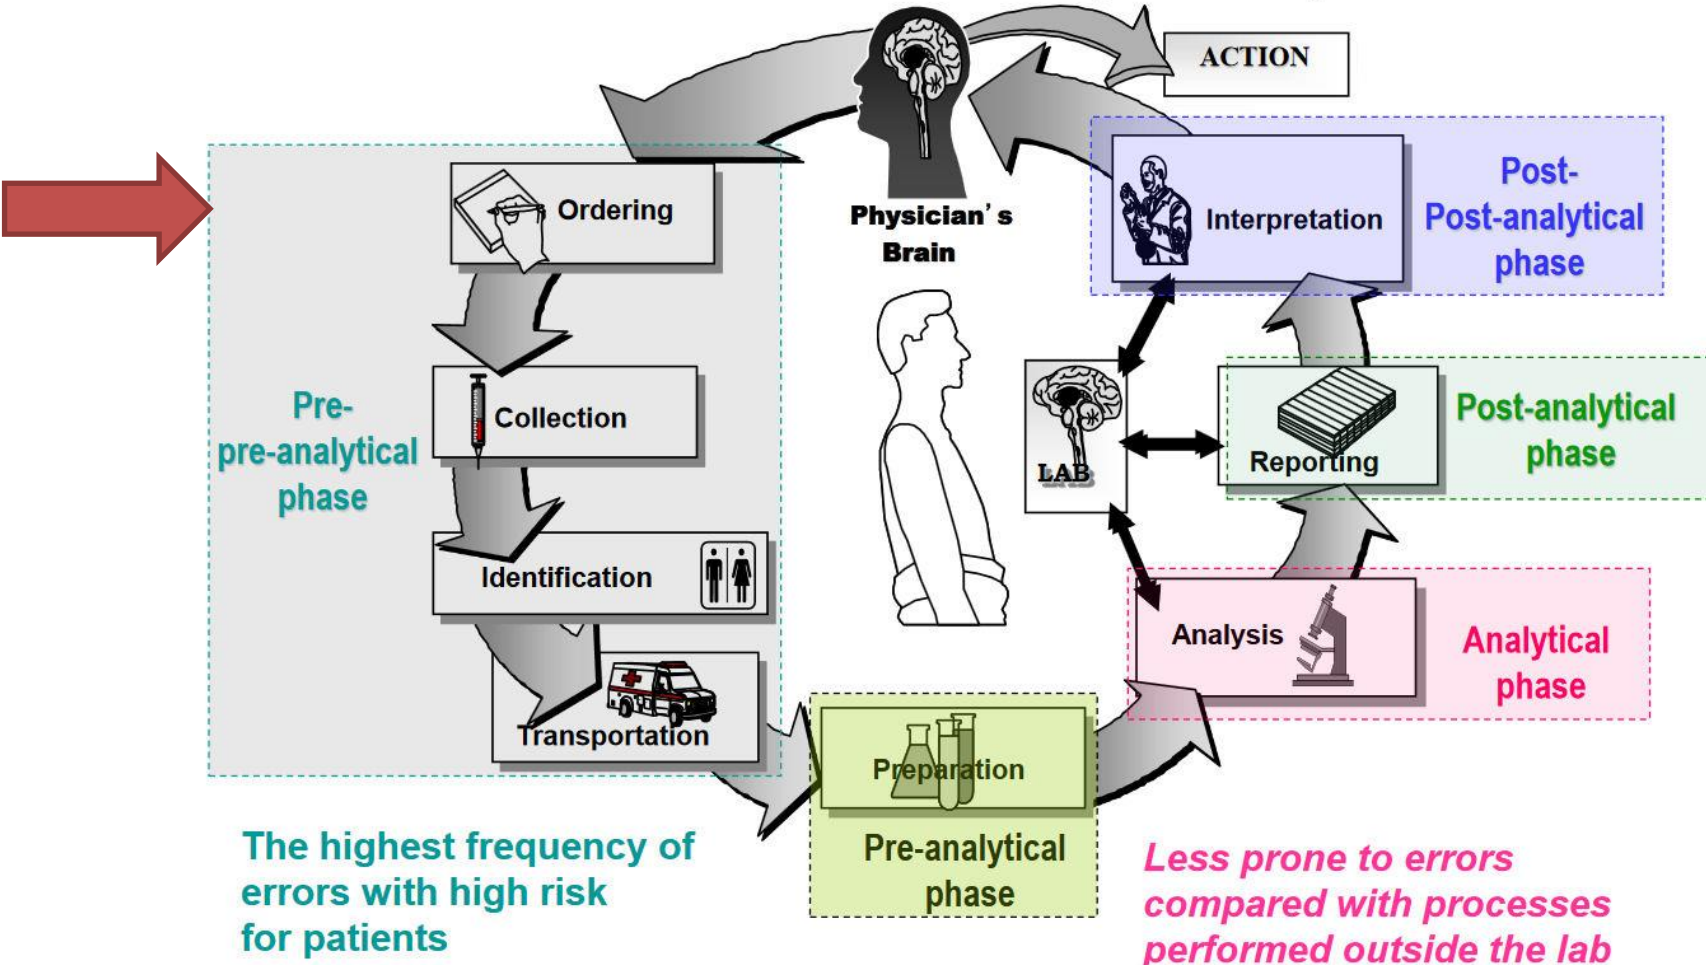 ACTION
Physician's
Brain
Ordering
Collection
Identification
Transportation
Pre-
pre-analytical
phase
The highest frequency of
errors with high risk
for patients
Preparation
Pre-analytical
phase
Analysis
Analytical
phase
LAB
Reporting
Post-analytical
phase
Interpretation
Post-
Post-analytical
phase
Less prone to errors
compared with processes
performed outside the lab